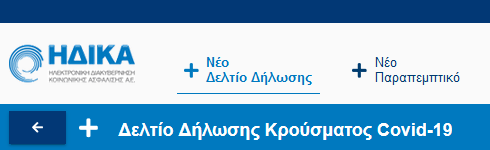 ΗΔΙΚΑ
ΗΛΕΚΤΡΟΝΙΚΗ ΔΙΑΚΥΒΕΡΝΗΣΗ
ΚΟΙΝΩΝΙΚΗΣ ΑΣΦΑΛΙΣΗΣ Α.Ε.
Νέο
Δελτίο Δήλωσης
Νέο
Παραπεμπτικό
Δελτίο Δήλωσης Κρούσματος Covid-19